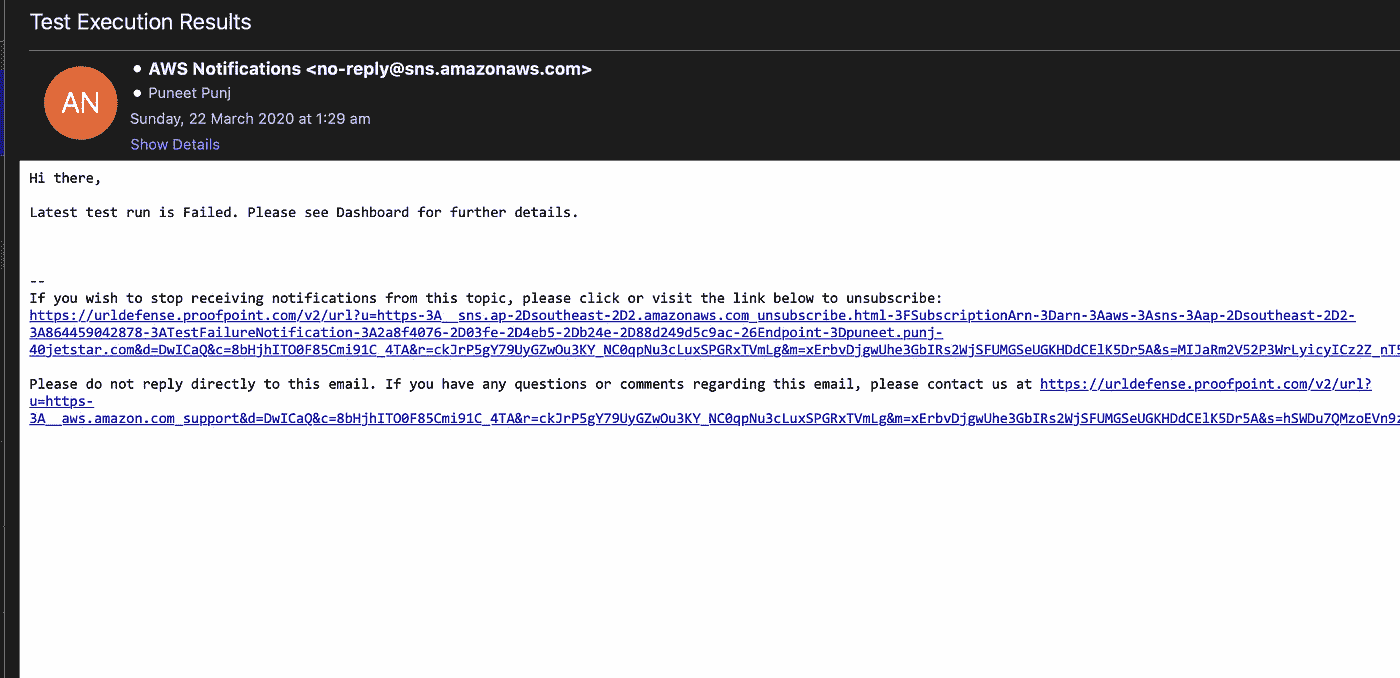 Test Execution Results
AN
AWS Notifications <no-reply@sns.amazonaws.com>
Puneet Punj
Sunday, 22 March 2020 at 1:29 am
Show Details
Hi there,
Latest test run is Failed. Please see Dashboard for further details.
--
If you wish to stop receiving notifications from this topic, please click or visit the link below to unsubscribe:
https://urldefense.proofpoint.com/v2/url?u=https-3A__sns.ap-2Dsoutheast-2D2.amazonaws.com_unsubscribe.html-3FSubscriptionArn-3Darn-3Aaws-3Asns-3Aap-2Dsoutheast-2D2-
3A864459042878-3ATestFailureNotification-3A2a8f4076-2D03fe-2D4eb5-2Db24e-2D88d249d5c9ac-26Endpoint-3Dpuneet.punj-
40jetstar.com&d=DwICaQ&c=8bHjhITO0F85Cmi91C_4TA&r=ckJrP5gY79UyGZwOu3KY_NC0qpNu3cLuxSPGRxTVmLg&m=xErbvDjgwUhe3GbIRs2WjSFUMGSeUGKHDdCElK5Dr5A&s=MIJaRm2V52P3WrLyicyICz2Z_nT5
Please do not reply directly to this email. If you have any questions or comments regarding this email, please contact us at https://urldefense.proofpoint.com/v2/url?
u=https-
3A__aws.amazon.com_support&d=DwICaQ&c=8bHjhITO0F85Cmi91C_4TA&r=ckJrP5gY79UyGZwOu3KY_NC0qpNu3cLuxSPGRxTVmLg&m=xErbvDjgwUhe3GbIRs2WjSFUMGSeUGKHDdCElK5Dr5A&s=hSWDu7QMzoEVn9z